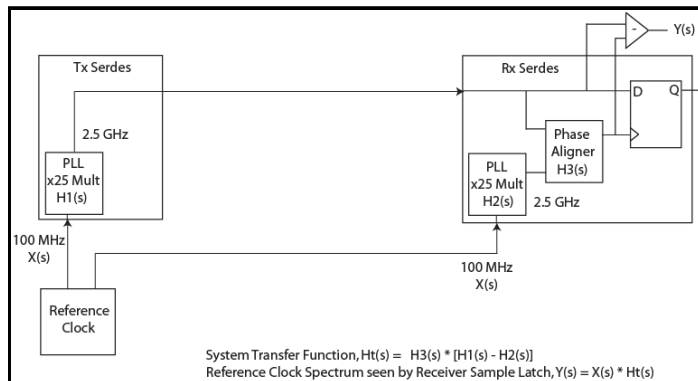 Y(s)
-
Tx Serdes
Rx Serdes
D
Q
2.5 GHz
PLL
x25 Mult
H1(s)
Phase
Aligner
H3(s)
PLL
x25 Mult
H2(s)
2.5 GHz
100 MHz
X(s)
100 MHz
X(s)
Reference
Clock
System Transfer Function, Ht(s) = H3(s) * [H1(s) - H2(s)]
Reference Clock Spectrum seen by Receiver Sample Latch, Y(s) = X(s) * Ht(s)